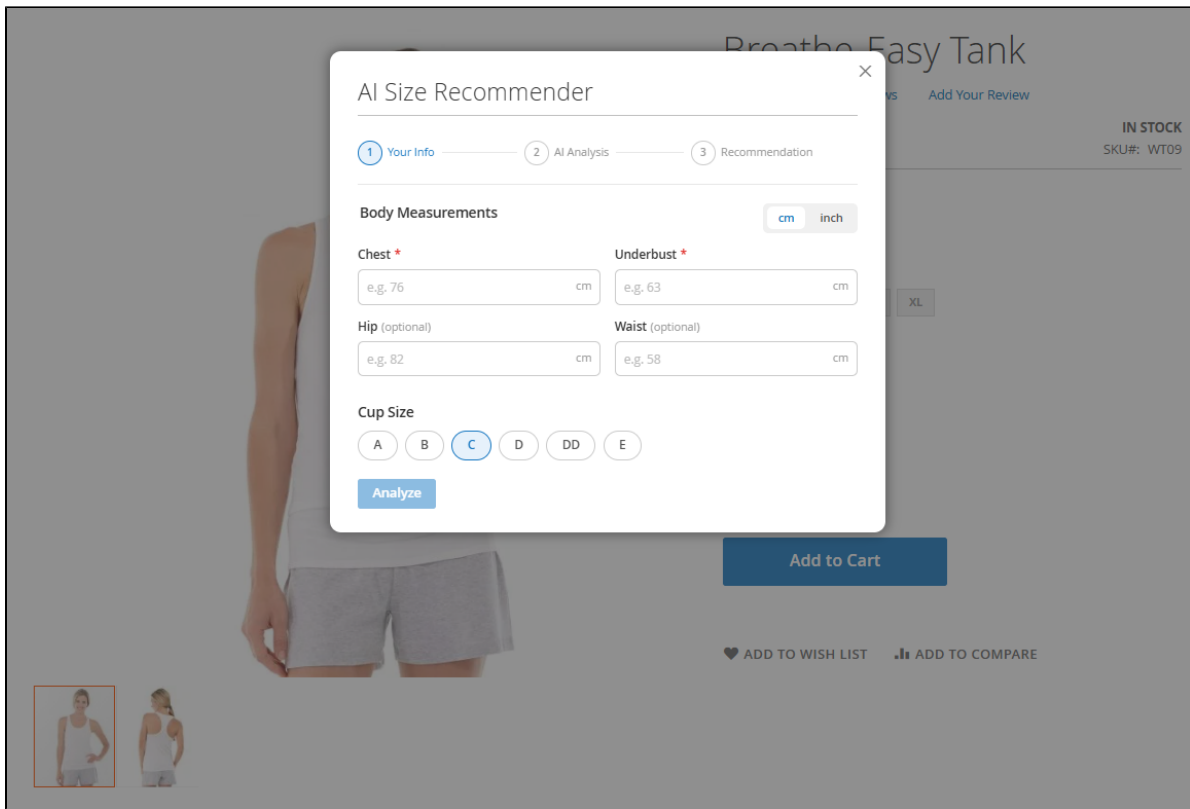 Breathe Easy Tank
Add Your Review
IN STOCK
SKU#: WT09
AI Size Recommender
1 Your Info 2 AI Analysis 3 Recommendation
Body Measurements
cm inch
Chest * Underbust *
e.g. 76 cm e.g. 63 cm
XL
Hip (optional) Waist (optional)
e.g. 82 cm e.g. 58 cm
Cup Size
A B C D DD E
Analyze
Add to Cart
ADD TO WISH LIST ADD TO COMPARE